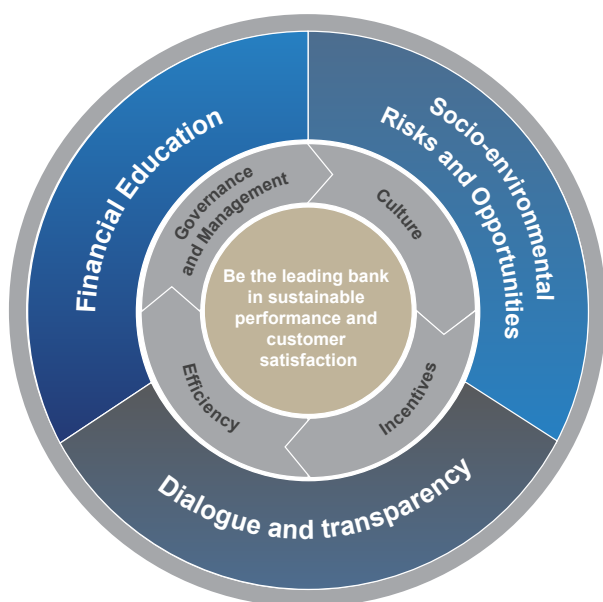 Financial Education
Socio-environmental
Risks and Opportunities
Dialogue and transparency
Governance
and Management
Culture
Incentives
Efficiency
Be the leading bank
in sustainable
performance and
customer
satisfaction